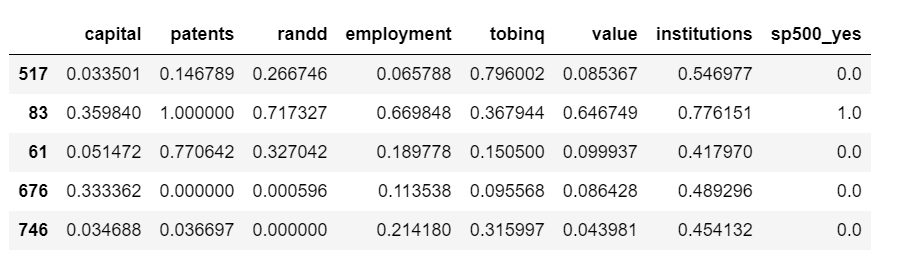 capital patents randd employment tobinq value institutions sp500_yes
517 0.033501 0.146789 0.266746 0.065788 0.796002 0.085367 0.546977 0.0
83 0.359840 1.000000 0.717327 0.669848 0.367944 0.646749 0.776151 1.0
61 0.051472 0.770642 0.327042 0.189778 0.150500 0.099937 0.417970 0.0
676 0.333362 0.000000 0.000596 0.113538 0.095568 0.086428 0.489296 0.0
746 0.034688 0.036697 0.000000 0.214180 0.315997 0.043981 0.454132 0.0